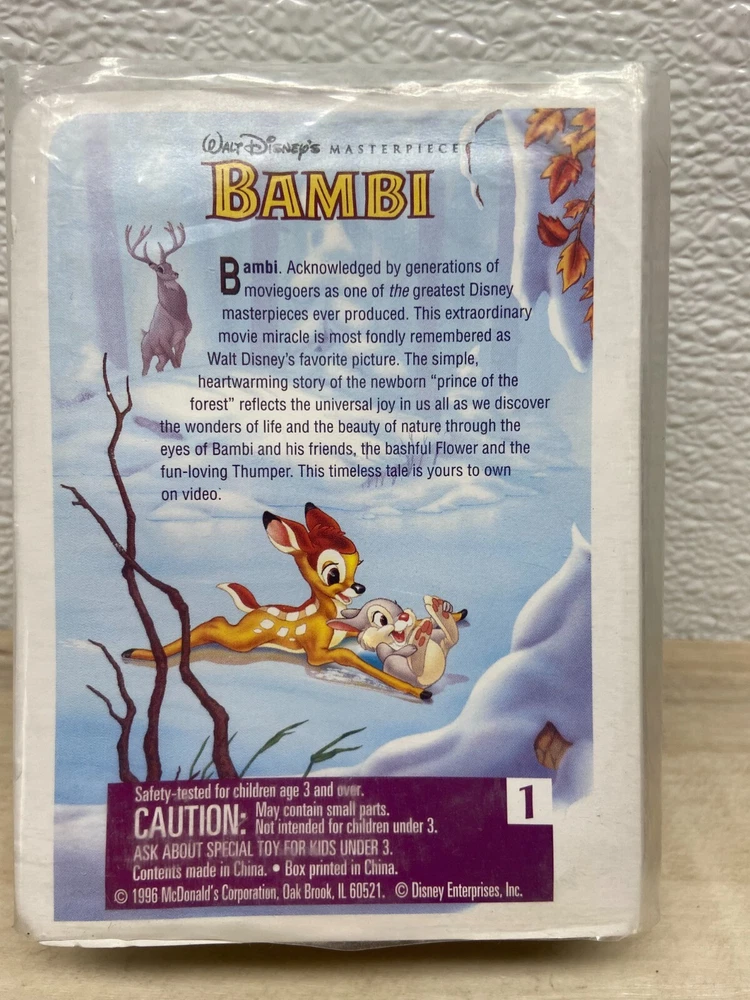 WALT DISNEY'S MASTERPIECE
BAMBI
Bambi. Acknowledged by generations of
moviegoers as one of the greatest Disney
masterpieces ever produced. This extraordinary
movie miracle is most fondly remembered as
Walt Disney's favorite picture. The simple,
heartwarming story of the newborn "prince of the
forest" reflects the universal joy in us all as we discover
the wonders of life and the beauty of nature through the
eyes of Bambi and his friends, the bashful Flower and the
fun-loving Thumper. This timeless tale is yours to own
on video.
Safety-tested for children age 3 and over.
1
CAUTION: May contain small parts.
Not intended for children under 3.
ASK ABOUT SPECIAL TOY FOR KIDS UNDER 3.
Contents made in China. • Box printed in China.
© 1996 McDonald's Corporation, Oak Brook, IL 60521. © Disney Enterprises, Inc.